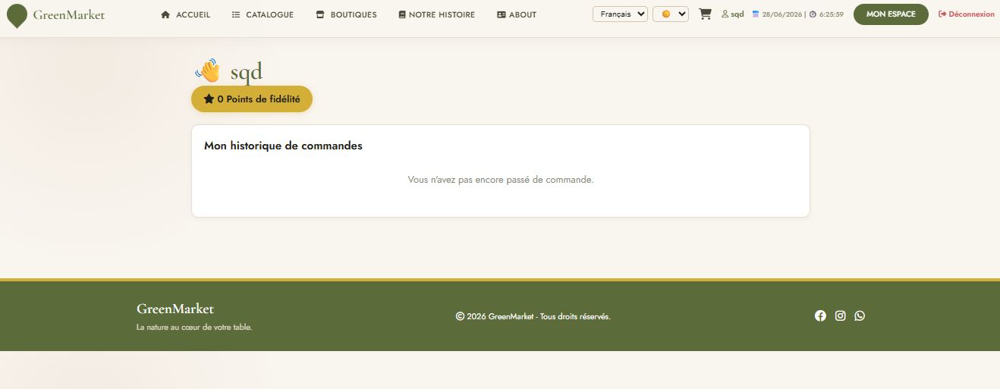 GreenMarket ACCUEIL CATALOGUE BOUTIQUES NOTRE HISTOIRE ABOUT Français sqd 28/06/2026 | 6:25:59 MON ESPACE Déconnexion
sqd
0 Points de fidélité
Mon historique de commandes
Vous n'avez pas encore passé de commande.
GreenMarket
La nature au cœur de votre table.
© 2026 GreenMarket - Tous droits réservés.